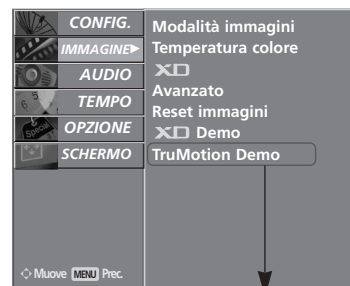 CONFIG.
IMMAGINE
AUDIO
TEMPO
OPZIONE
SCHERMO
Modalità immagini
Temperatura colore
XD
Avanzato
Reset immagini
XD Demo
TruMotion Demo
Muove MENU Prec.